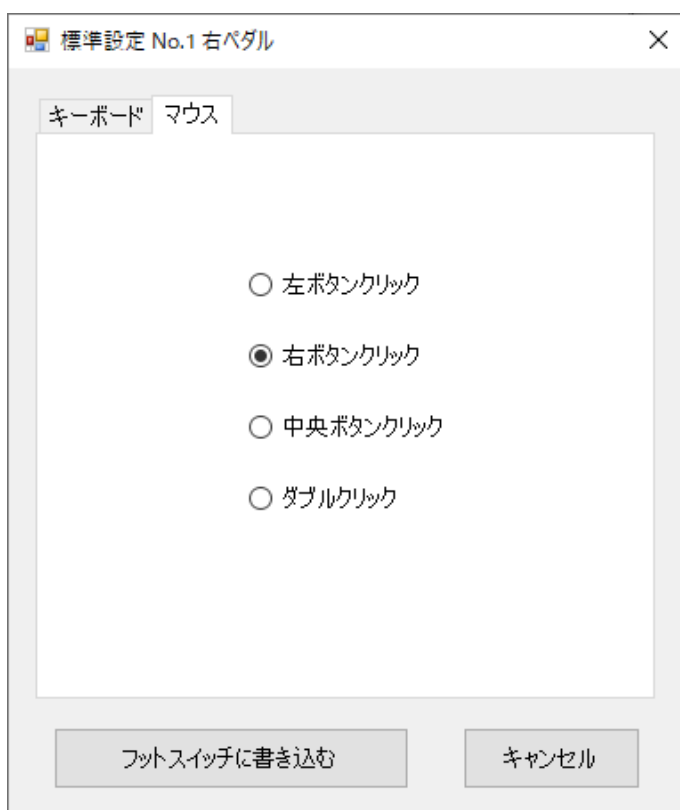 標準設定 No.1 右ペダル
キーボード マウス
左ボタンクリック
右ボタンクリック
中央ボタンクリック
ダブルクリック
フットスイッチに書き込む キャンセル